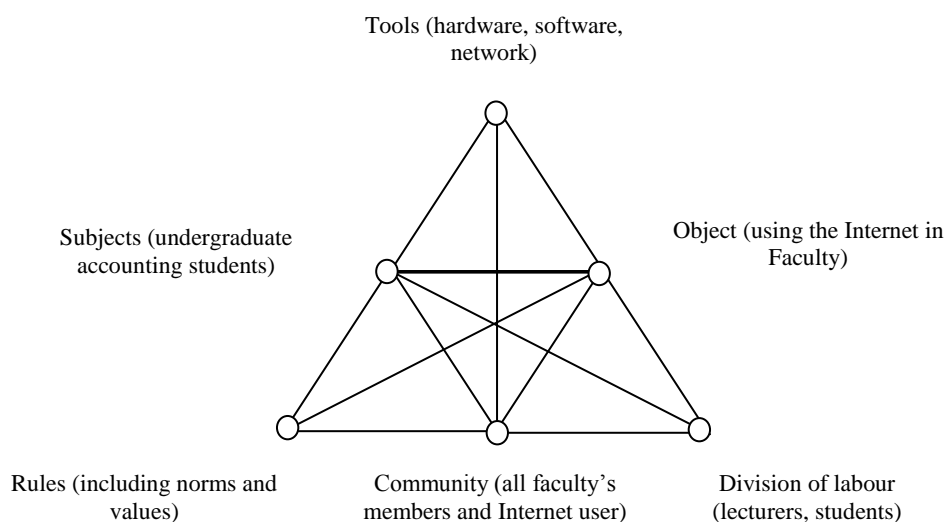 Tools (hardware, software,
network)
Subjects (undergraduate
accounting students)
Object (using the Internet in
Faculty)
Rules (including norms and
values)
Community (all faculty’s
members and Internet user)
Division of labour
(lecturers, students)